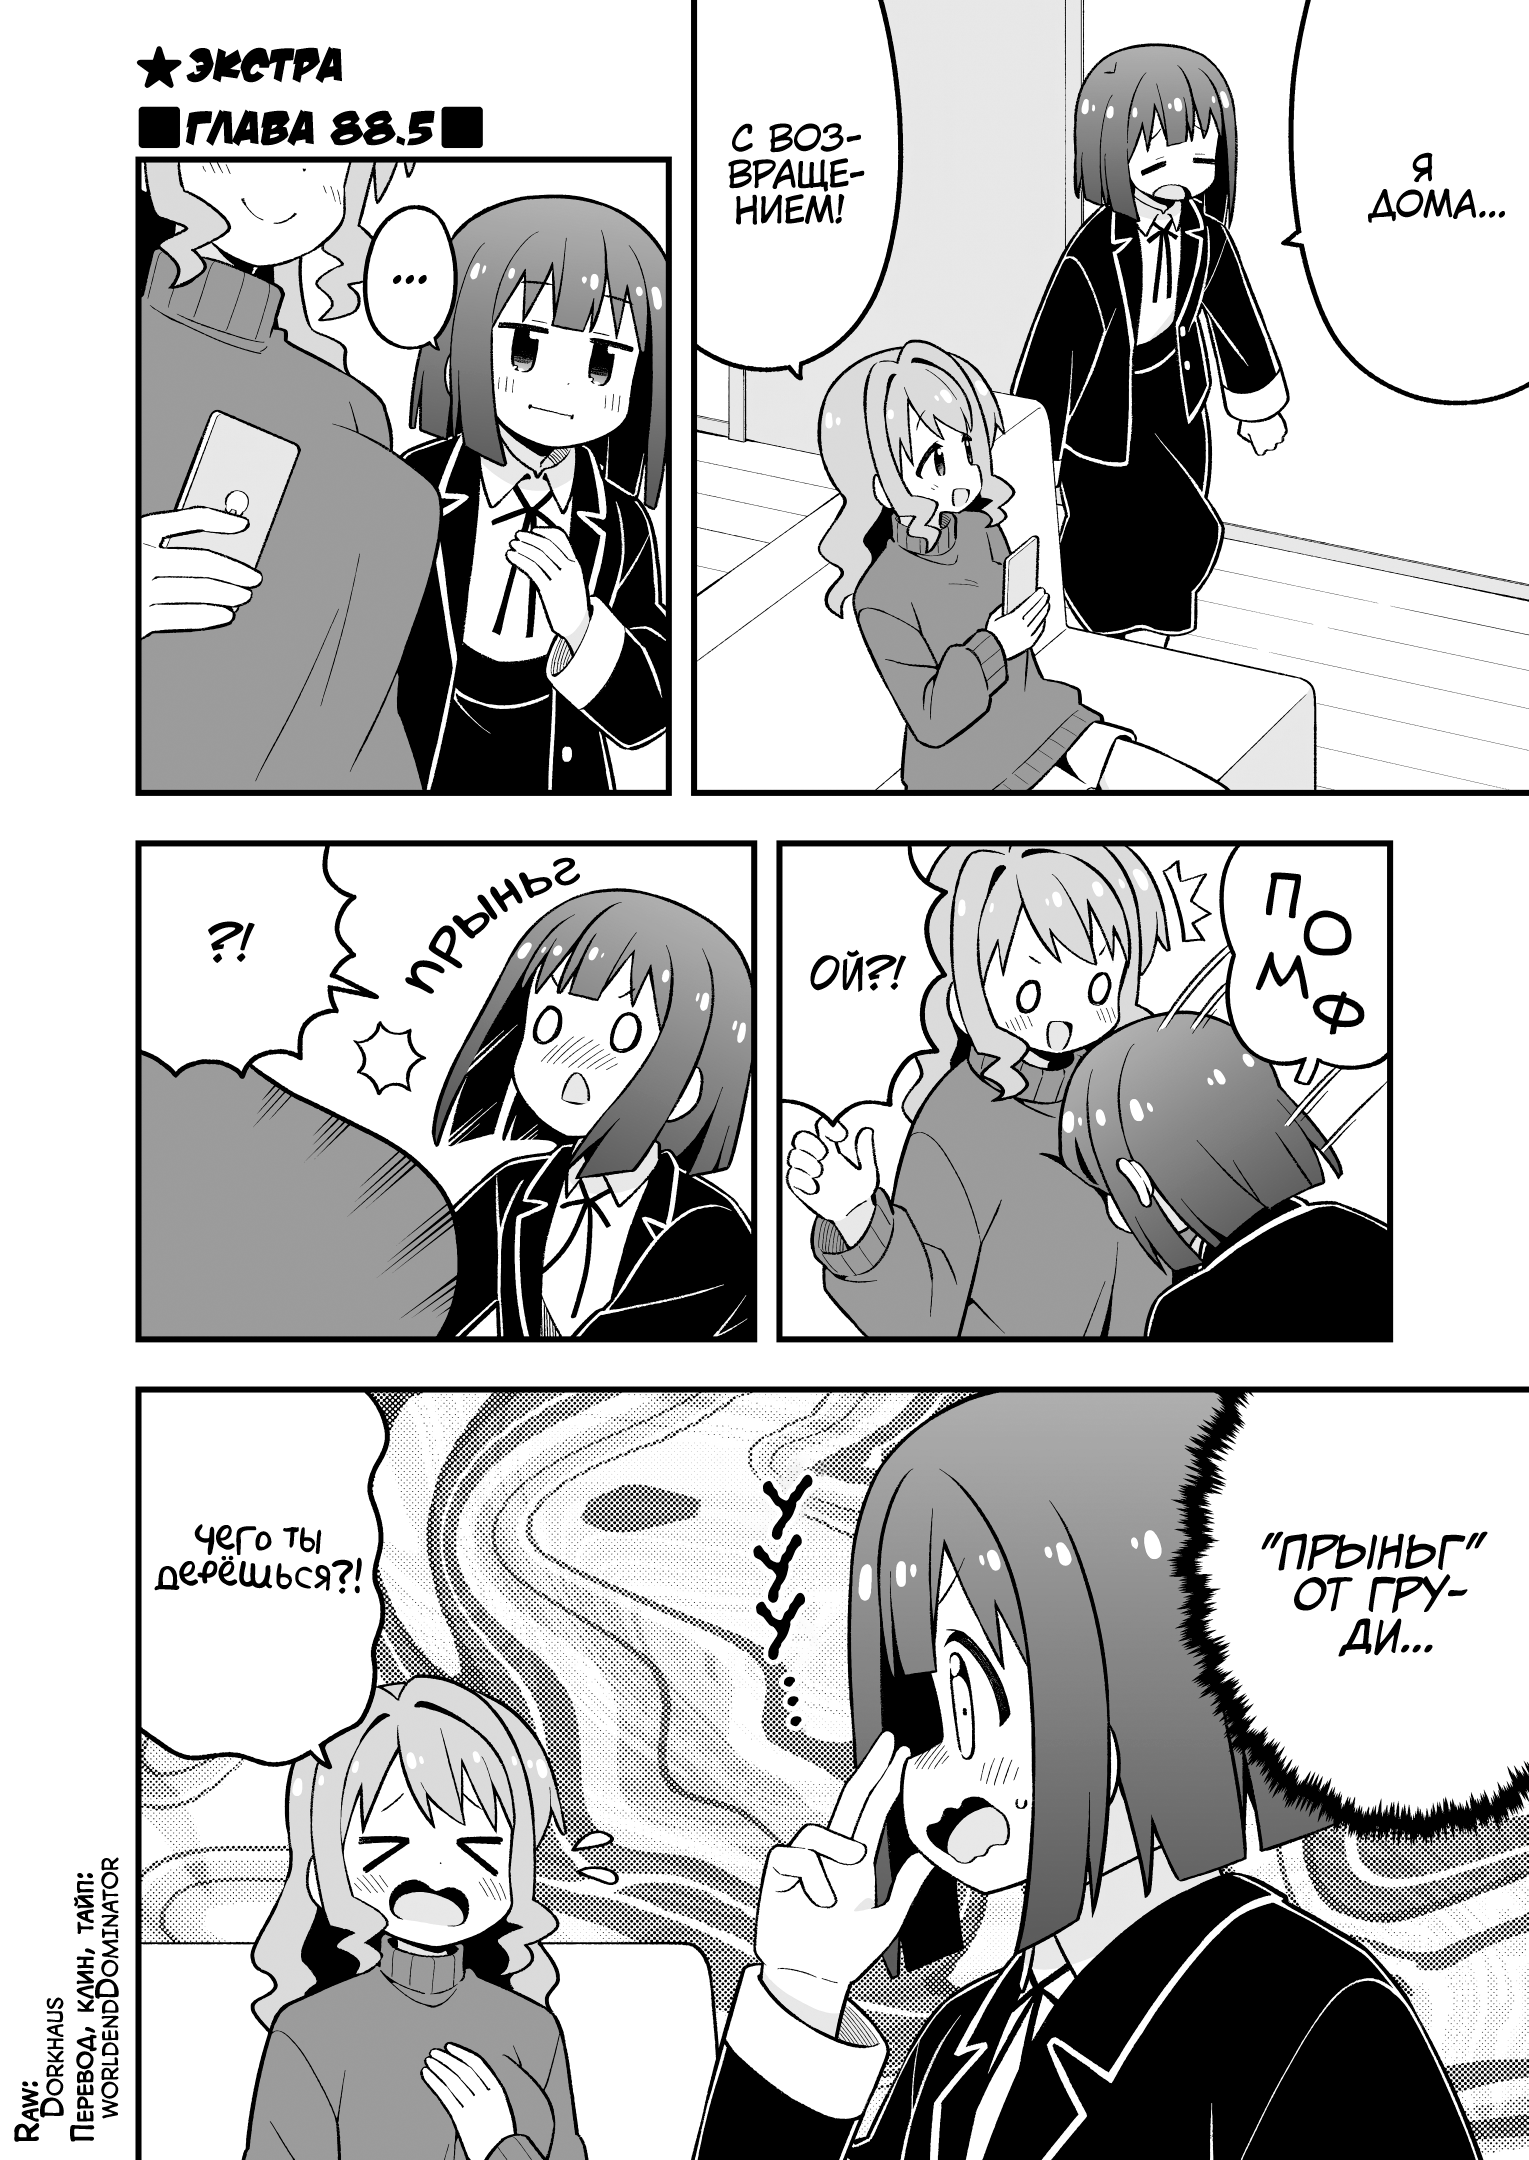 ★ЭКСТРА
■ГЛАВА 88.5■
Я
ДОМА...
С ВОЗ-
ВРАЩЕ-
НИЕМ!
...
ПОМФ
ОЙ?!
ПРЫНЬГ
?!
"ПРЫНЬГ"
ОТ ГРУ-
ДИ...
У
У
У
...
ЧЕГО ТЫ
ДЕРЁШЬСЯ?!
RAW:
DORKHAUS
ПЕРЕВОД, КЛИН, ТАЙП:
WORLDENDDOMINATOR